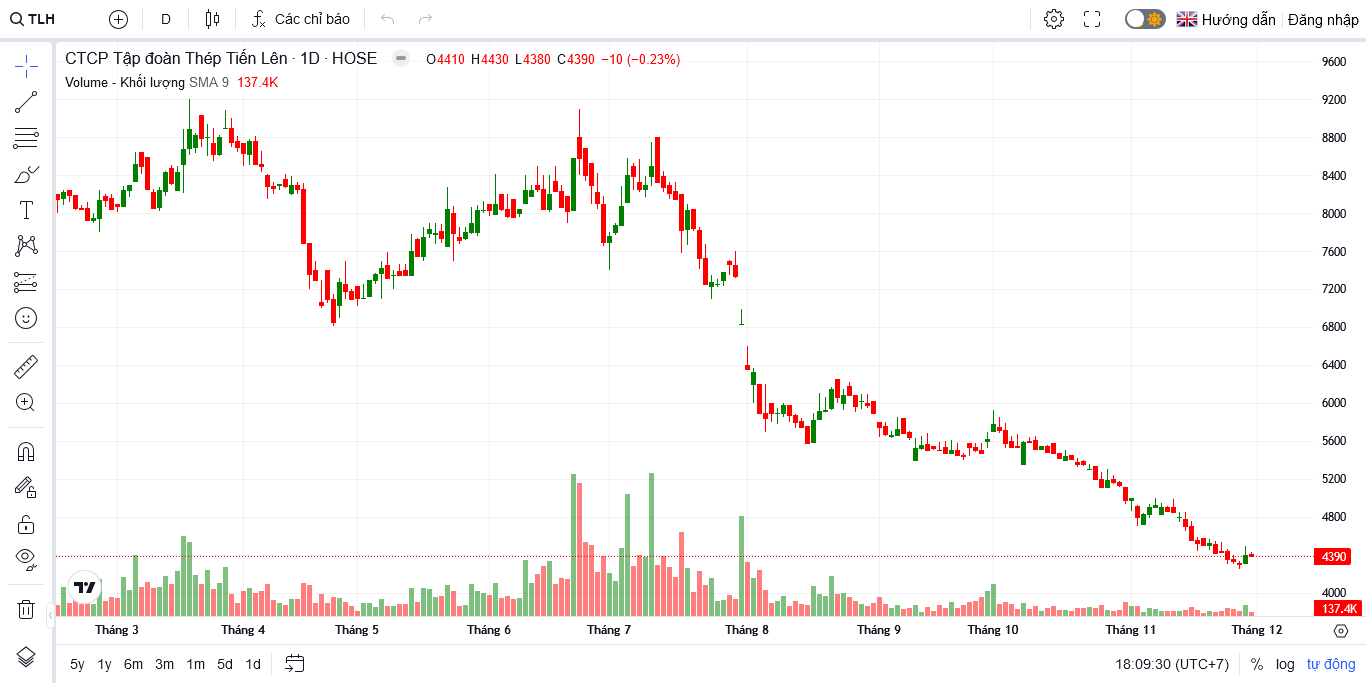 TLH D Các chỉ báo Hướng dẫn Đăng nhập
CTCP Tập đoàn Thép Tiến Lên · 1D · HOSE O4410 H4430 L4380 C4390 −10 (−0.23%)
Volume - Khối lượng SMA 9 137.4K
9600
9200
8800
8400
8000
7600
7200
6800
6400
6000
5600
5200
4800
4390
4000
137.4K
Tháng 3 Tháng 4 Tháng 5 Tháng 6 Tháng 7 Tháng 8 Tháng 9 Tháng 10 Tháng 11 Tháng 12
5y 1y 6m 3m 1m 5d 1d 18:09:30 (UTC+7) % log tự động